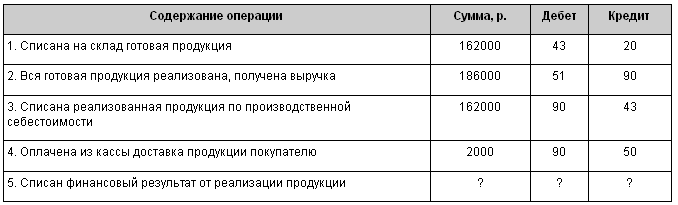 Содержание операции Сумма, р. Дебет Кредит
1. Списана на склад готовая продукция 162000 43 20
2. Вся готовая продукция реализована, получена выручка 186000 51 90
3. Списана реализованная продукция по производственной
себестоимости 162000 90 43
4. Оплачена из кассы доставка продукции покупателю 2000 90 50
5. Списан финансовый результат от реализации продукции ? ? ?